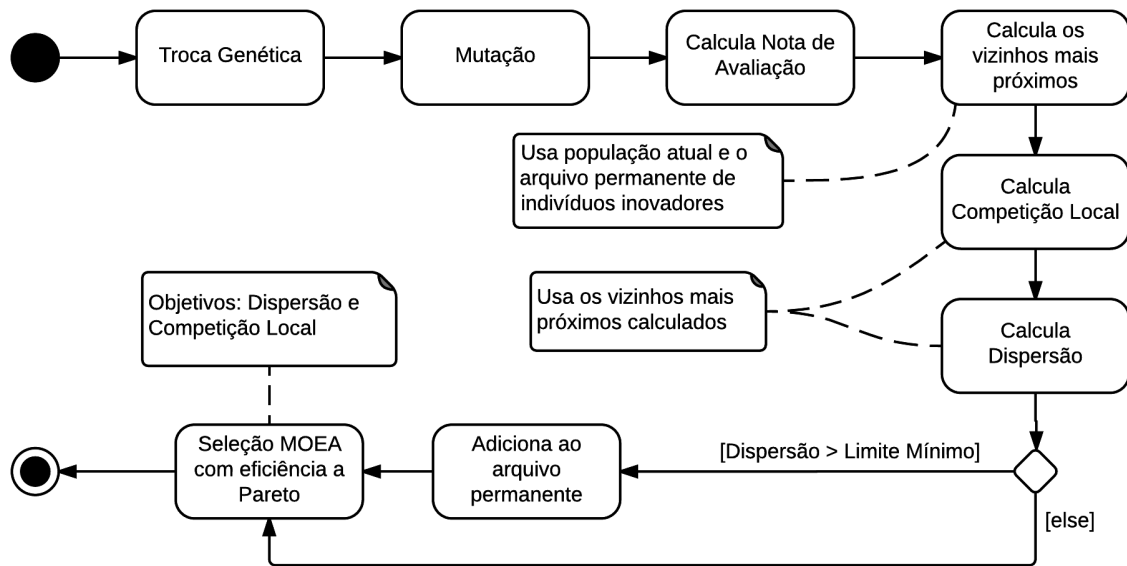 Troca Genética
Mutação
Calcula Nota de
Avaliação
Calcula os
vizinhos mais
próximos
Usa população atual e o
arquivo permanente de
indivíduos inovadores
Calcula
Competição Local
Objetivos: Dispersão e
Competição Local
Usa os vizinhos mais
próximos calculados
Calcula
Dispersão
Seleção MOEA
com eficiência a
Pareto
Adiciona ao
arquivo
permanente
[Dispersão > Limite Mínimo]
[else]